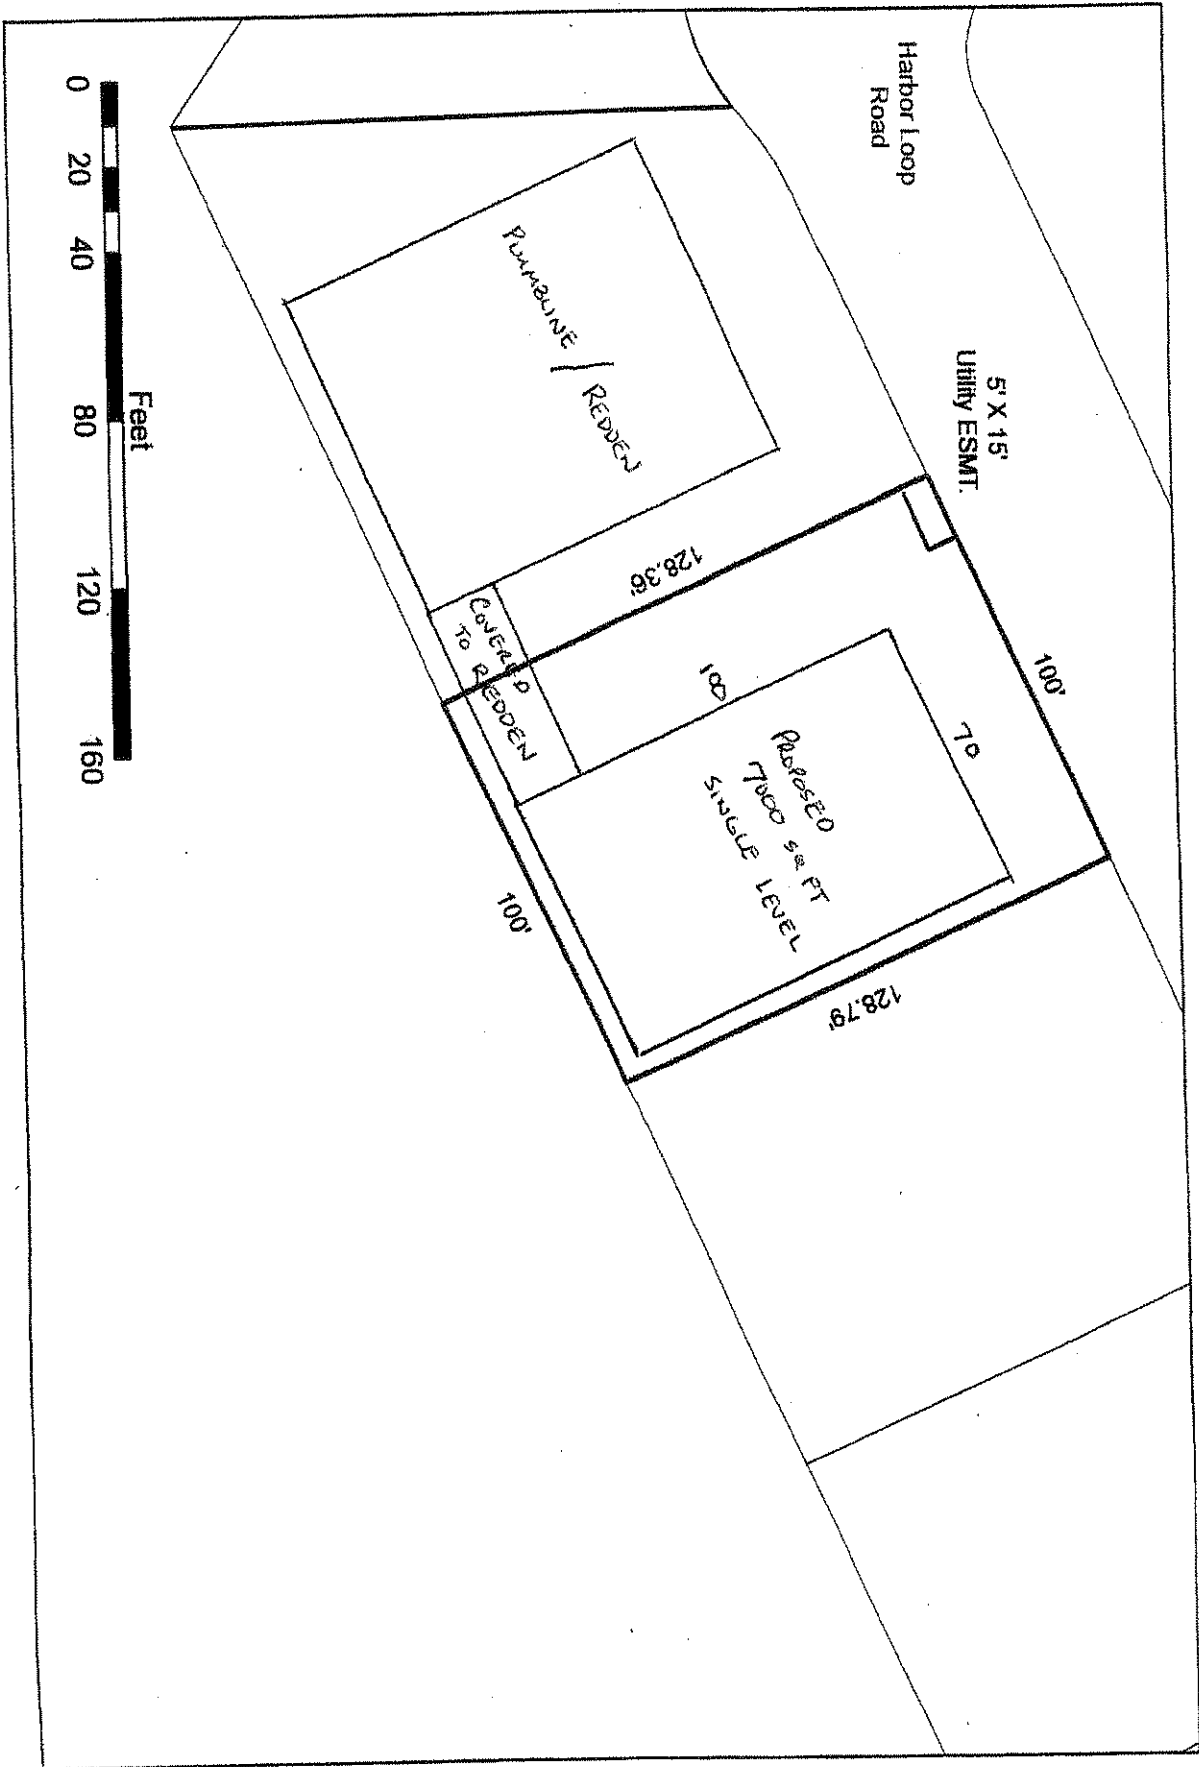 Harbor Loop
Road
5' X 15'
Utility ESMT.
100'
70
128.36'
100
PROPOSED
7000 SQ FT
SINGLE LEVEL
128.79'
100'
PLUMBLINE / REDDEN
COVERED
TO REDDEN
Feet
0 20 40 80 120 160